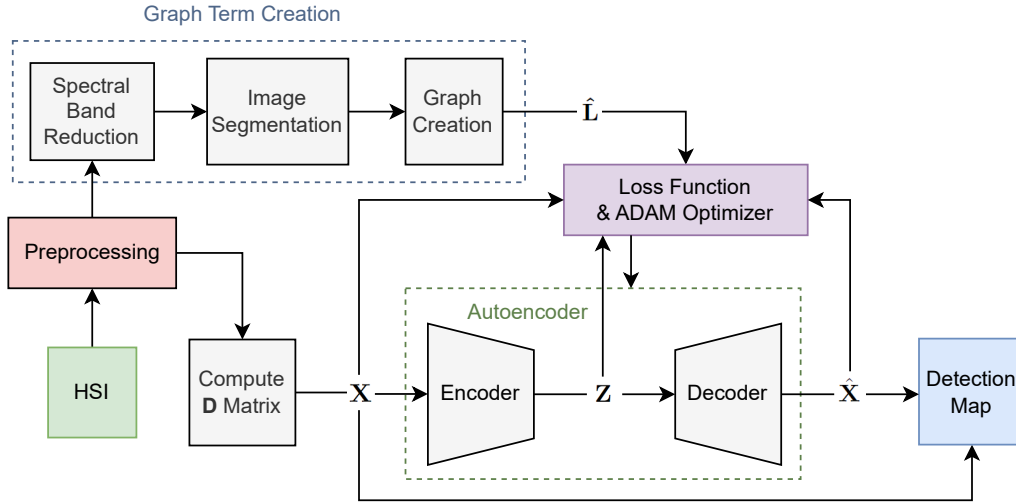 Graph Term Creation
Spectral
Band
Reduction
Image
Segmentation
Graph
Creation
L̂
Loss Function
& ADAM Optimizer
Preprocessing
Autoencoder
HSI
Compute
D Matrix
X
Encoder
Z
Decoder
X̂
Detection
Map